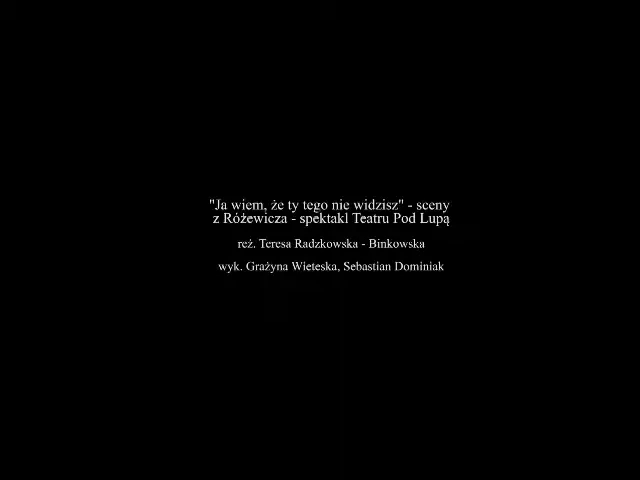 "Ja wiem, że ty tego nie widzisz" - sceny
z Różewicza - spektakl Teatru Pod Lupą
reż. Teresa Radzkowska - Binkowska
wyk. Grażyna Wieteska, Sebastian Dominiak